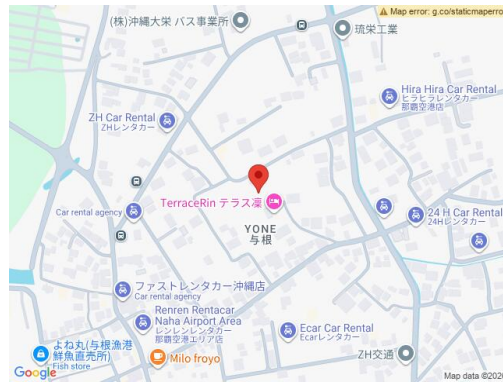 Map error: g.co/staticmaperro
(株)沖縄大栄 バス事業所
琉栄工業
Hira Hira Car Rental
ヒラヒラレンタカー
那覇空港店
ZH Car Rental
ZHレンタカー
TerraceRin テラス凜
Car rental agency
24 H Car Rental
24Hレンタカー
YONE
与根
ファストレンタカー沖縄店
Car rental agency
Renren Rentacar
Naha Airport Area
レンレンレンタカー
那覇空港エリア店
Ecar Car Rental
Ecarレンタカー
よね丸(与根漁港
鮮魚直売所)
Fish store
Milo froyo
ZH交通
Google
Map data ©2026